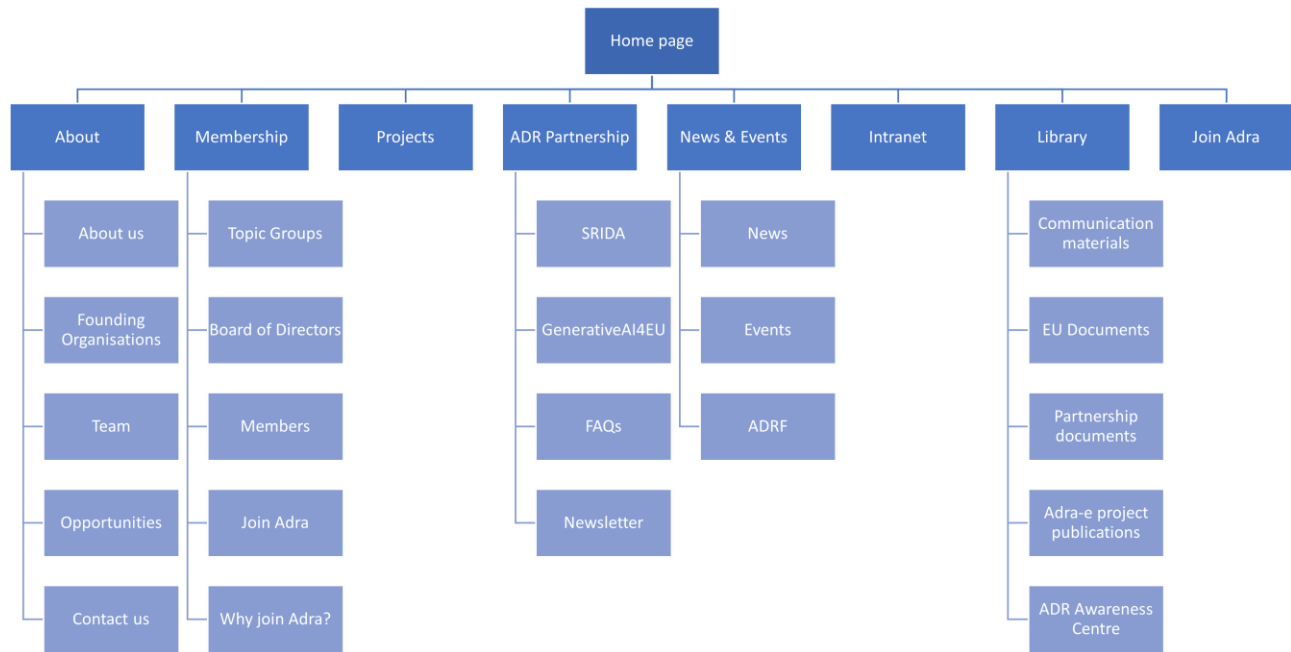 Home page
About
Membership
Projects
ADR Partnership
News & Events
Intranet
Library
Join Adra
About us
Founding
Organisations
Team
Opportunities
Contact us
Topic Groups
Board of Directors
Members
Join Adra
Why join Adra?
SRIDA
GenerativeAI4EU
FAQs
Newsletter
News
Events
ADRF
Communication
materials
EU Documents
Partnership
documents
Adra-e project
publications
ADR Awareness
Centre